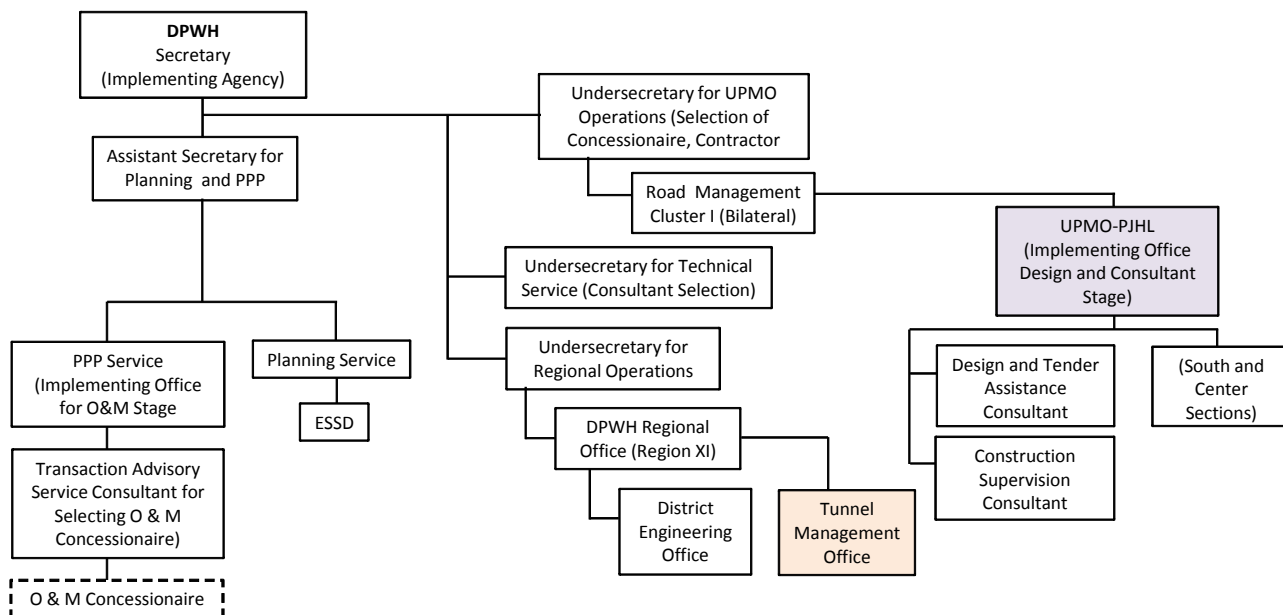 DPWH
Secretary
(Implementing Agency)
Undersecretary for UPMO
Operations (Selection of
Concessionaire, Contractor
Assistant Secretary for
Planning and PPP
Road Management
Cluster I (Bilateral)
UPMO-PJHL
(Implementing Office
Design and Consultant
Stage)
Undersecretary for Technical
Service (Consultant Selection)
PPP Service
(Implementing Office
for O&M Stage
Planning Service
ESSD
Undersecretary for
Regional Operations
Design and Tender
Assistance
Consultant
(South and
Center
Sections)
DPWH Regional
Office (Region XI)
Transaction Advisory
Service Consultant for
Selecting O & M
Concessionaire)
Construction
Supervision
Consultant
District
Engineering
Office
Tunnel
Management
Office
O & M Concessionaire